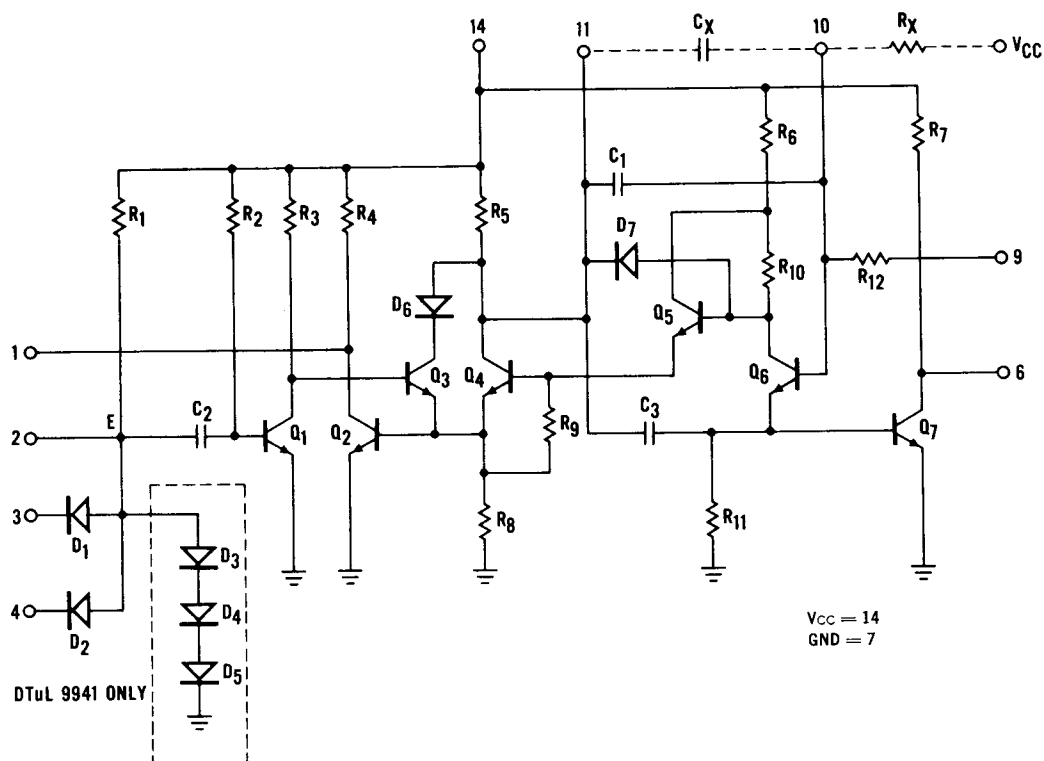 14
11
Cx
10
Rx
Vcc
R6
R7
C1
R1
R2
R3
R4
R5
D7
R10
R12
9
D6
Q5
1
Q3
Q4
Q6
6
E
C2
C3
2
Q1
Q2
R9
Q7
3
D1
R8
R11
D3
4
D2
D4
Vcc = 14
GND = 7
D5
DTuL 9941 ONLY